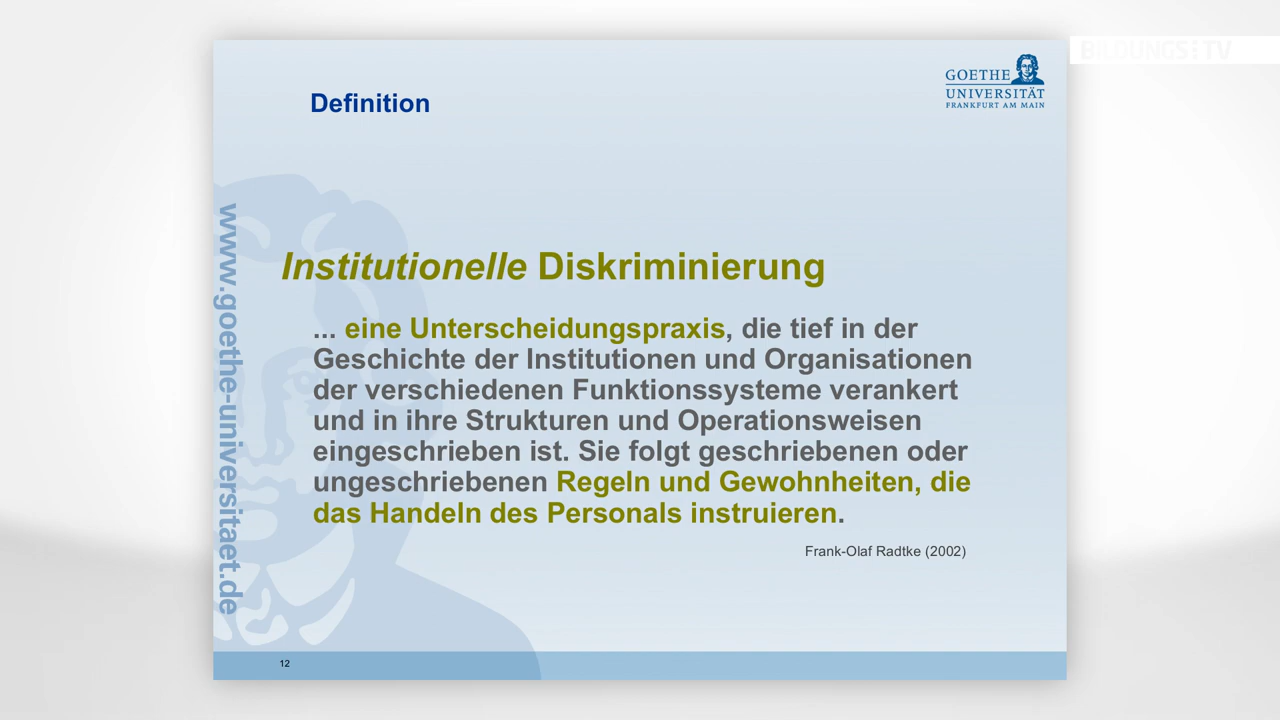 BILDUNGS:TV
Definition
GOETHE
UNIVERSITÄT
FRANKFURT AM MAIN
www.goethe-universitaet.de
Institutionelle Diskriminierung
... eine Unterscheidungspraxis, die tief in der
Geschichte der Institutionen und Organisationen
der verschiedenen Funktionssysteme verankert
und in ihre Strukturen und Operationsweisen
eingeschrieben ist. Sie folgt geschriebenen oder
ungeschriebenen Regeln und Gewohnheiten, die
das Handeln des Personals instruieren.
Frank-Olaf Radtke (2002)
12